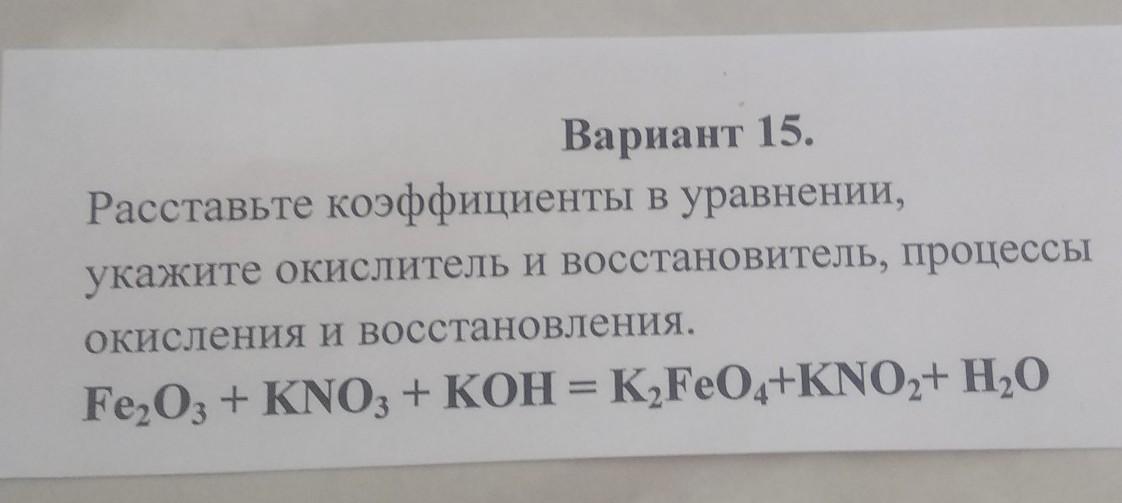 Вариант 15.
Расставьте коэффициенты в уравнении,
укажите окислитель и восстановитель, процессы
окисления и восстановления.
Fe₂O₃ + KNO₃ + KOH = K₂FeO₄+KNO₂+ H₂O